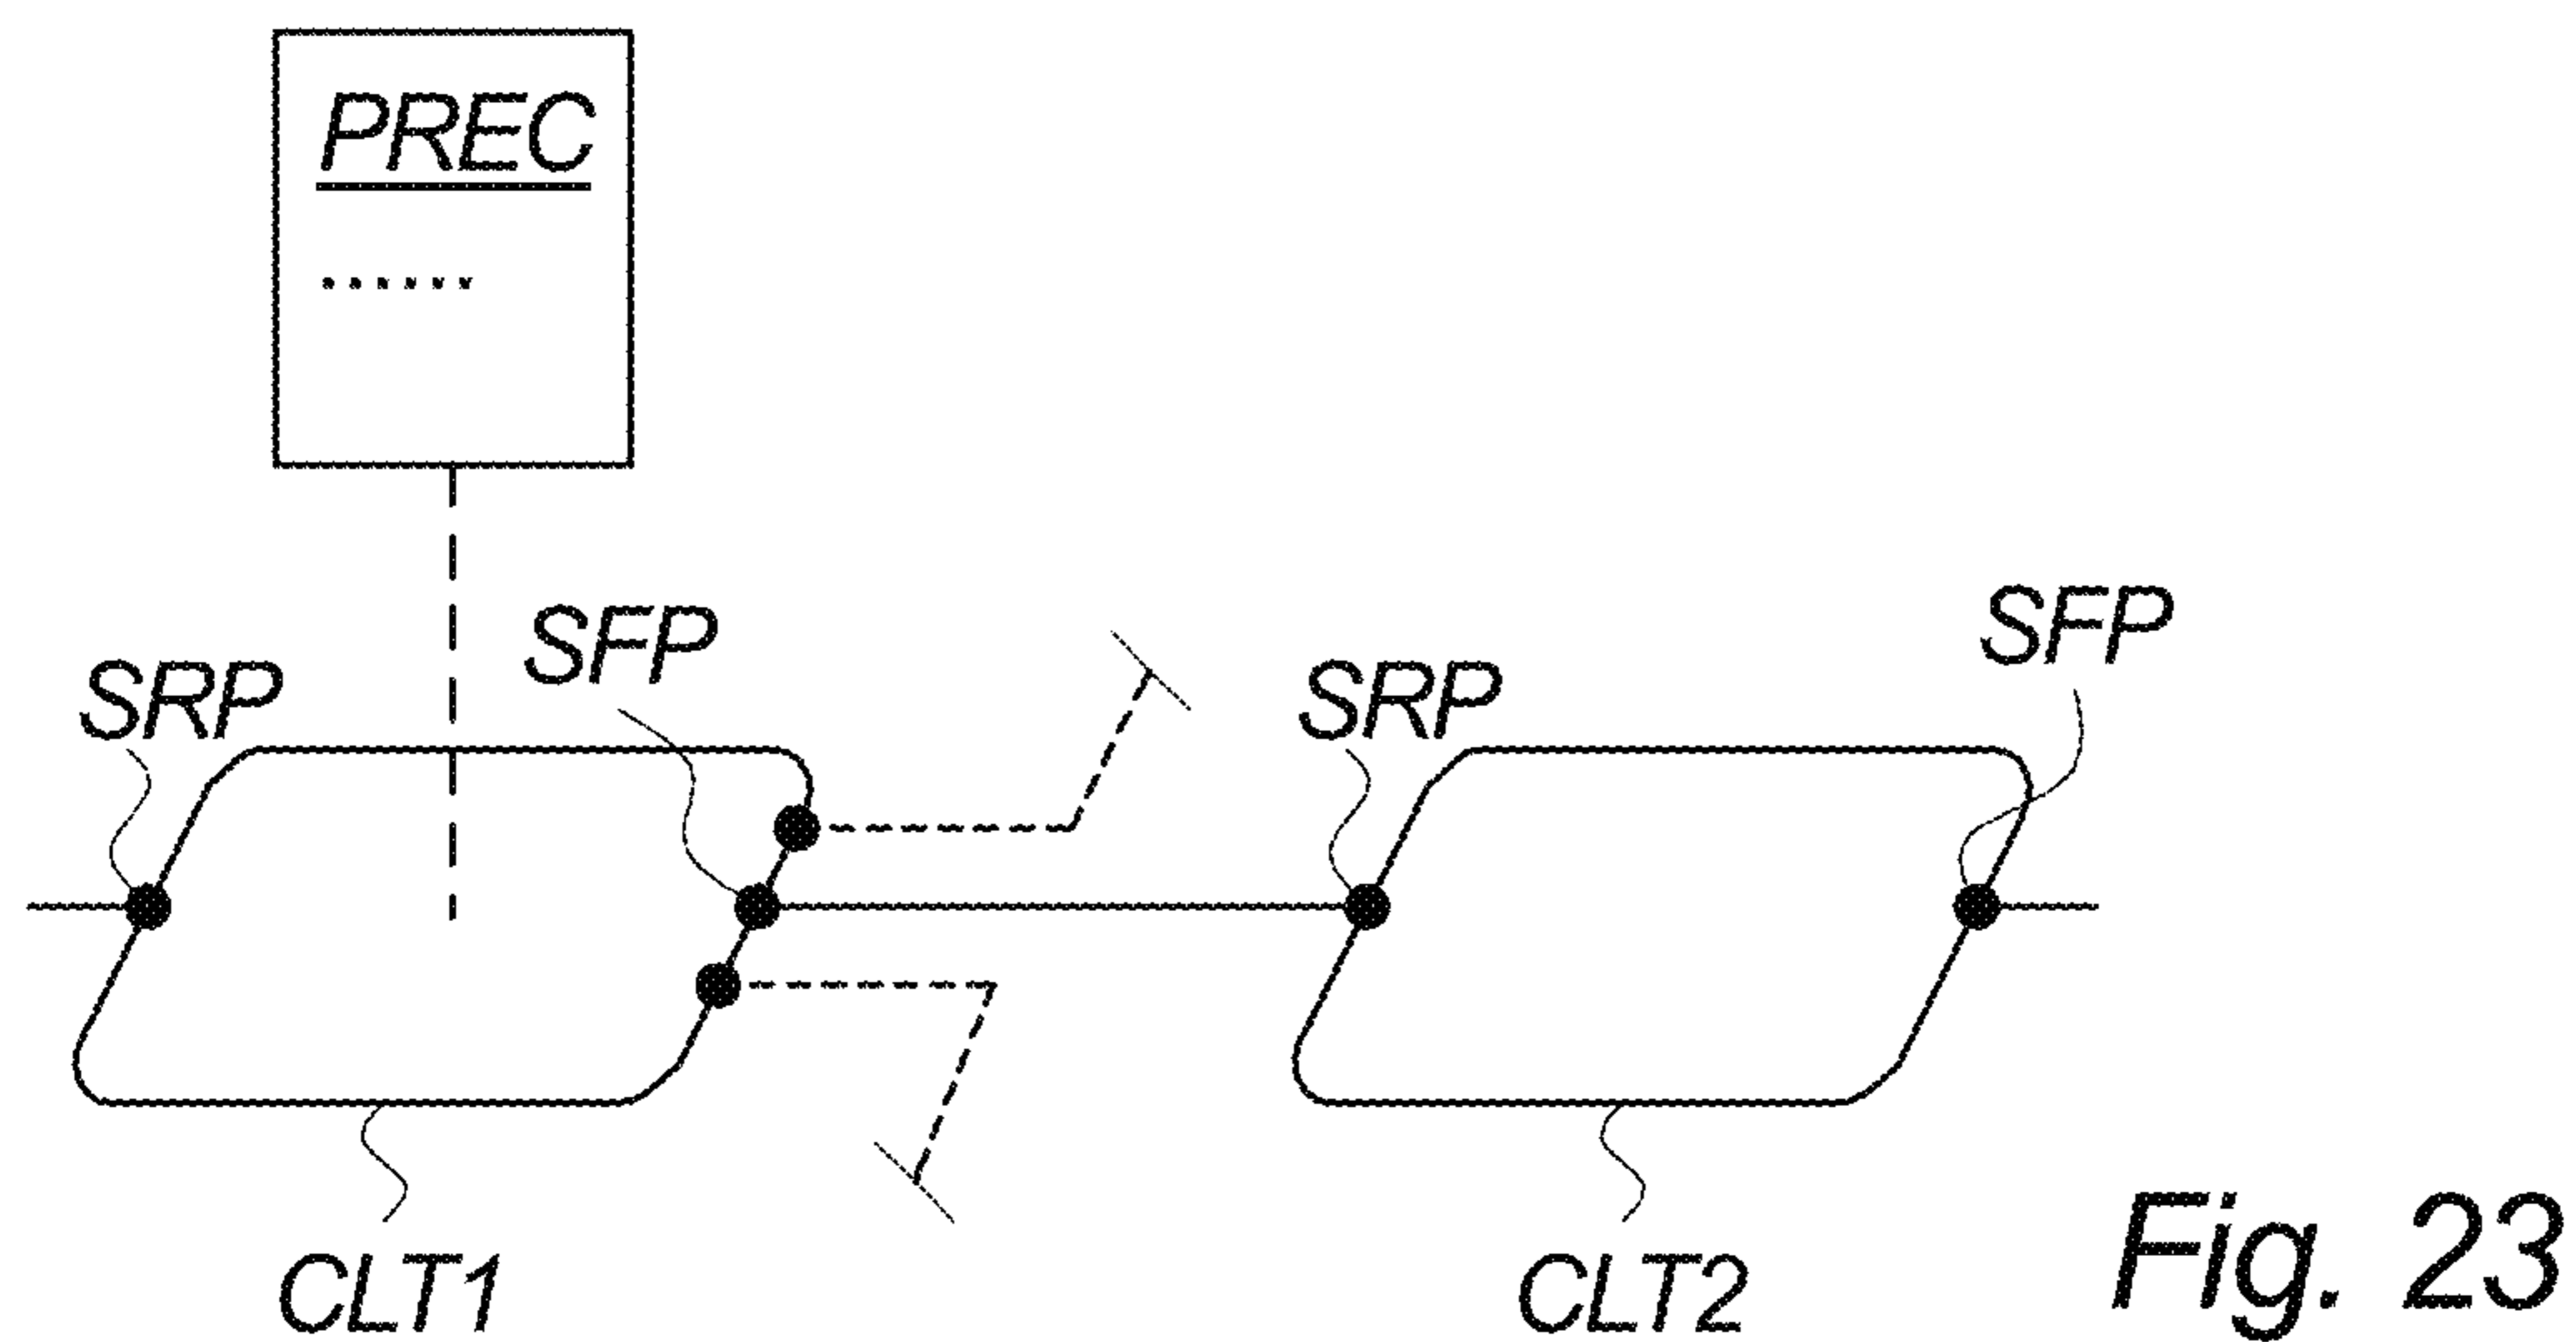 PREC
......
SFP
SFP
SRP
SRP
CLT1
CLT2
Fig. 23